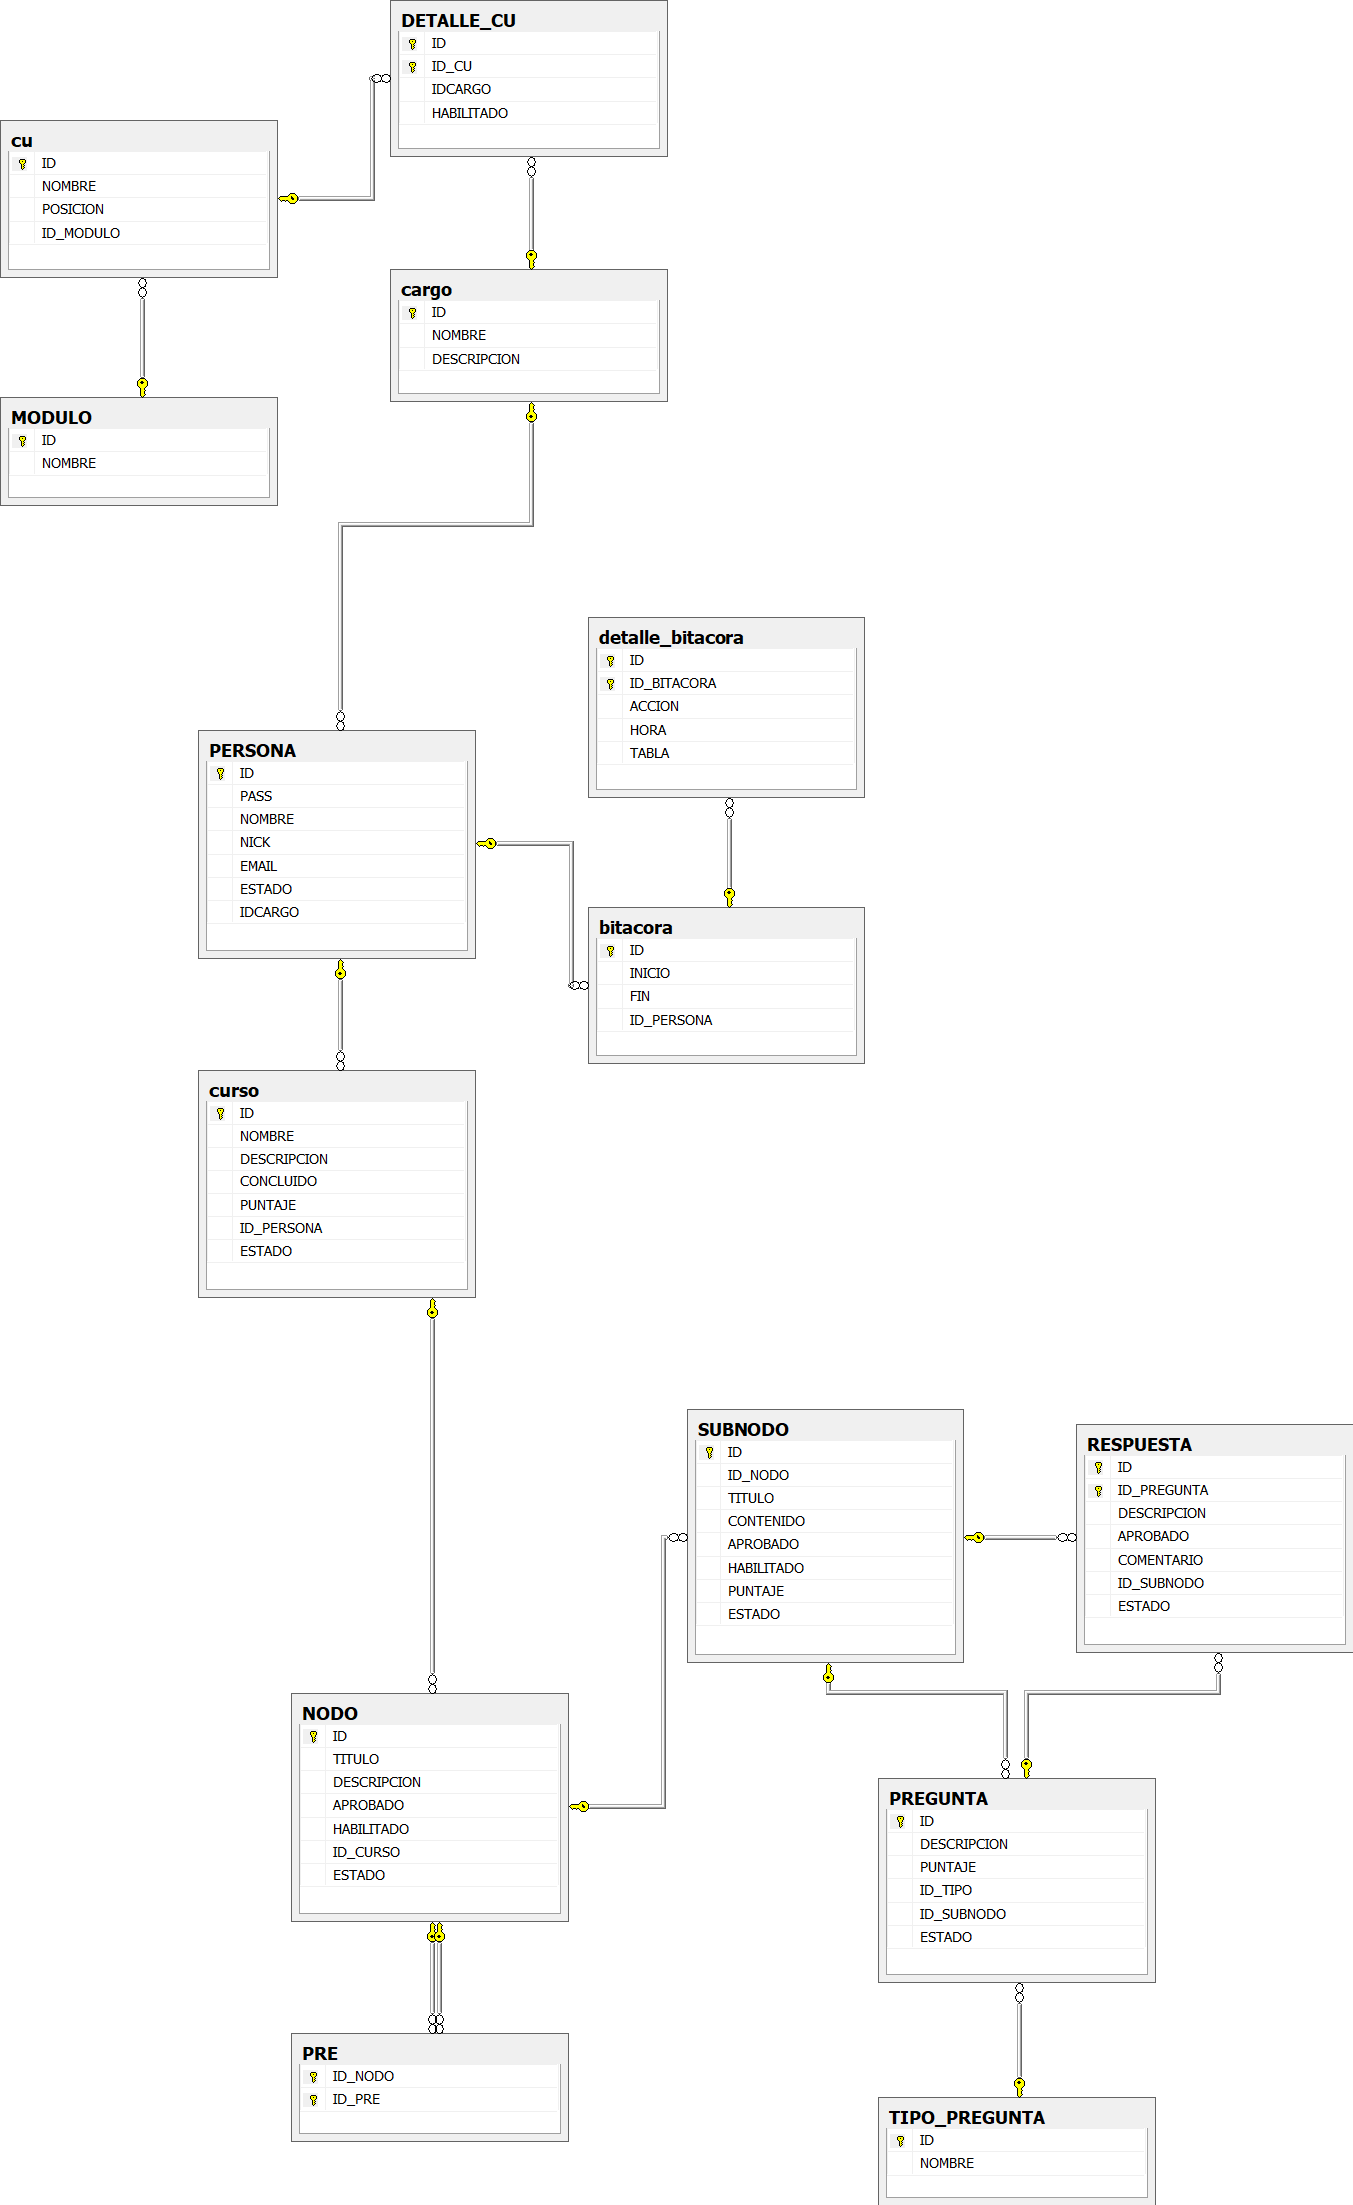 DETALLE_CU
ID
ID_CU
IDCARGO
HABILITADO
cu
ID
NOMBRE
POSICION
ID_MODULO
cargo
ID
NOMBRE
DESCRIPCION
MODULO
ID
NOMBRE
detalle_bitacora
ID
ID_BITACORA
ACCION
HORA
TABLA
PERSONA
ID
PASS
NOMBRE
NICK
EMAIL
ESTADO
IDCARGO
bitacora
ID
INICIO
FIN
ID_PERSONA
curso
ID
NOMBRE
DESCRIPCION
CONCLUIDO
PUNTAJE
ID_PERSONA
ESTADO
SUBNODO
ID
ID_NODO
TITULO
CONTENIDO
APROBADO
HABILITADO
PUNTAJE
ESTADO
RESPUESTA
ID
ID_PREGUNTA
DESCRIPCION
APROBADO
COMENTARIO
ID_SUBNODO
ESTADO
NODO
ID
TITULO
DESCRIPCION
APROBADO
HABILITADO
ID_CURSO
ESTADO
PREGUNTA
ID
DESCRIPCION
PUNTAJE
ID_TIPO
ID_SUBNODO
ESTADO
PRE
ID_NODO
ID_PRE
TIPO_PREGUNTA
ID
NOMBRE